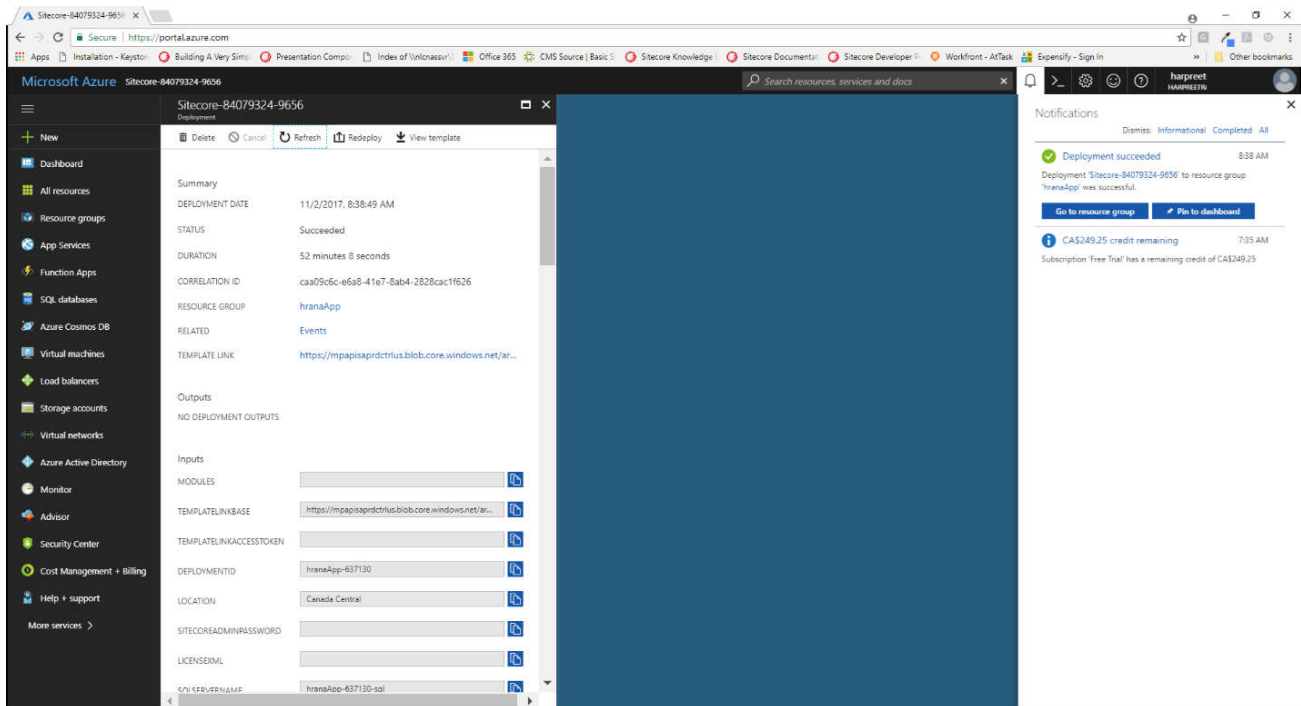 Sitecore-84079324-9656
Secure | https://portal.azure.com
Apps Installation - Keyston Building A Very Simp Presentation Compo Index of \\nlcnassvr\ Office 365 CMS Source | Basic S Sitecore Knowledge Sitecore Documentat Sitecore Developer P Workfront - AtTask Expensify - Sign In » Other bookmarks
Microsoft Azure Sitecore-84079324-9656
Search resources, services and docs
harpreet
HARPREETRI
New
Dashboard
All resources
Resource groups
App Services
Function Apps
SQL databases
Azure Cosmos DB
Virtual machines
Load balancers
Storage accounts
Virtual networks
Azure Active Directory
Monitor
Advisor
Security Center
Cost Management + Billing
Help + support
More services >
Sitecore-84079324-9656
Deployment
Delete Cancel Refresh Redeploy View template
Summary
DEPLOYMENT DATE 11/2/2017, 8:38:49 AM
STATUS Succeeded
DURATION 52 minutes 8 seconds
CORRELATION ID caa09c6c-e6a8-41e7-8ab4-2828cac1f626
RESOURCE GROUP hranaApp
RELATED Events
TEMPLATE LINK https://mpapisaprdctrlus.blob.core.windows.net/ar...
Outputs
NO DEPLOYMENT OUTPUTS
Inputs
MODULES
TEMPLATELINKBASE https://mpapisaprdctrlus.blob.core.windows.net/ar...
TEMPLATELINKACCESSTOKEN
DEPLOYMENTID hranaApp-637130
LOCATION Canada Central
SITECOREADMINPASSWORD
LICENSEXML
SQLSERVERNAME hranaApp-637130-sql
Notifications
Dismiss: Informational Completed All
Deployment succeeded 8:38 AM
Deployment 'Sitecore-84079324-9656' to resource group
'hranaApp' was successful.
Go to resource group Pin to dashboard
CA$249.25 credit remaining 7:35 AM
Subscription 'Free Trial' has a remaining credit of CA$249.25